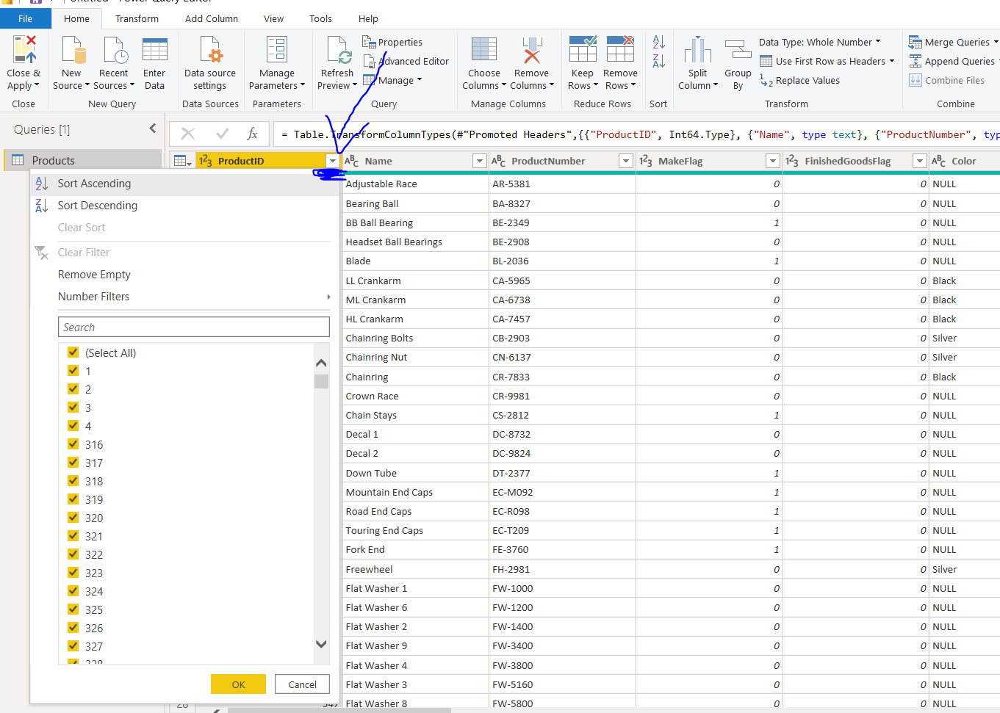 Untitled - Power Query Editor
File Home Transform Add Column View Tools Help
Close & Apply
New Source
Recent Sources
Enter Data
Data source settings
Manage Parameters
Refresh Preview
Properties
Advanced Editor
Manage
Choose Columns
Remove Columns
Keep Rows
Remove Rows
Split Column
Group By
Data Type: Whole Number
Use First Row as Headers
Replace Values
Merge Queries
Append Queries
Combine Files
Close New Query Data Sources Parameters Query Manage Columns Reduce Rows Sort Transform Combine
Queries [1]
fx = Table.TransformColumnTypes(#"Promoted Headers",{{"ProductID", Int64.Type}, {"Name", type text}, {"ProductNumber", typ
Products
ProductID Name ProductNumber MakeFlag FinishedGoodsFlag Color
Sort Ascending
Sort Descending
Clear Sort
Clear Filter
Remove Empty
Number Filters
Search
(Select All)
1
2
3
4
316
317
318
319
320
321
322
323
324
325
326
327
328
OK Cancel
Adjustable Race AR-5381 0 0 NULL
Bearing Ball BA-8327 0 0 NULL
BB Ball Bearing BE-2349 1 0 NULL
Headset Ball Bearings BE-2908 0 0 NULL
Blade BL-2036 1 0 NULL
LL Crankarm CA-5965 0 0 Black
ML Crankarm CA-6738 0 0 Black
HL Crankarm CA-7457 0 0 Black
Chainring Bolts CB-2903 0 0 Silver
Chainring Nut CN-6137 0 0 Silver
Chainring CR-7833 0 0 Black
Crown Race CR-9981 0 0 NULL
Chain Stays CS-2812 1 0 NULL
Decal 1 DC-8732 0 0 NULL
Decal 2 DC-9824 0 0 NULL
Down Tube DT-2377 1 0 NULL
Mountain End Caps EC-M092 1 0 NULL
Road End Caps EC-R098 1 0 NULL
Touring End Caps EC-T209 1 0 NULL
Fork End FE-3760 1 0 NULL
Freewheel FH-2981 0 0 Silver
Flat Washer 1 FW-1000 0 0 NULL
Flat Washer 6 FW-1200 0 0 NULL
Flat Washer 2 FW-1400 0 0 NULL
Flat Washer 9 FW-3400 0 0 NULL
Flat Washer 4 FW-3800 0 0 NULL
Flat Washer 3 FW-5160 0 0 NULL
28 347 Flat Washer 8 FW-5800 0 0 NULL